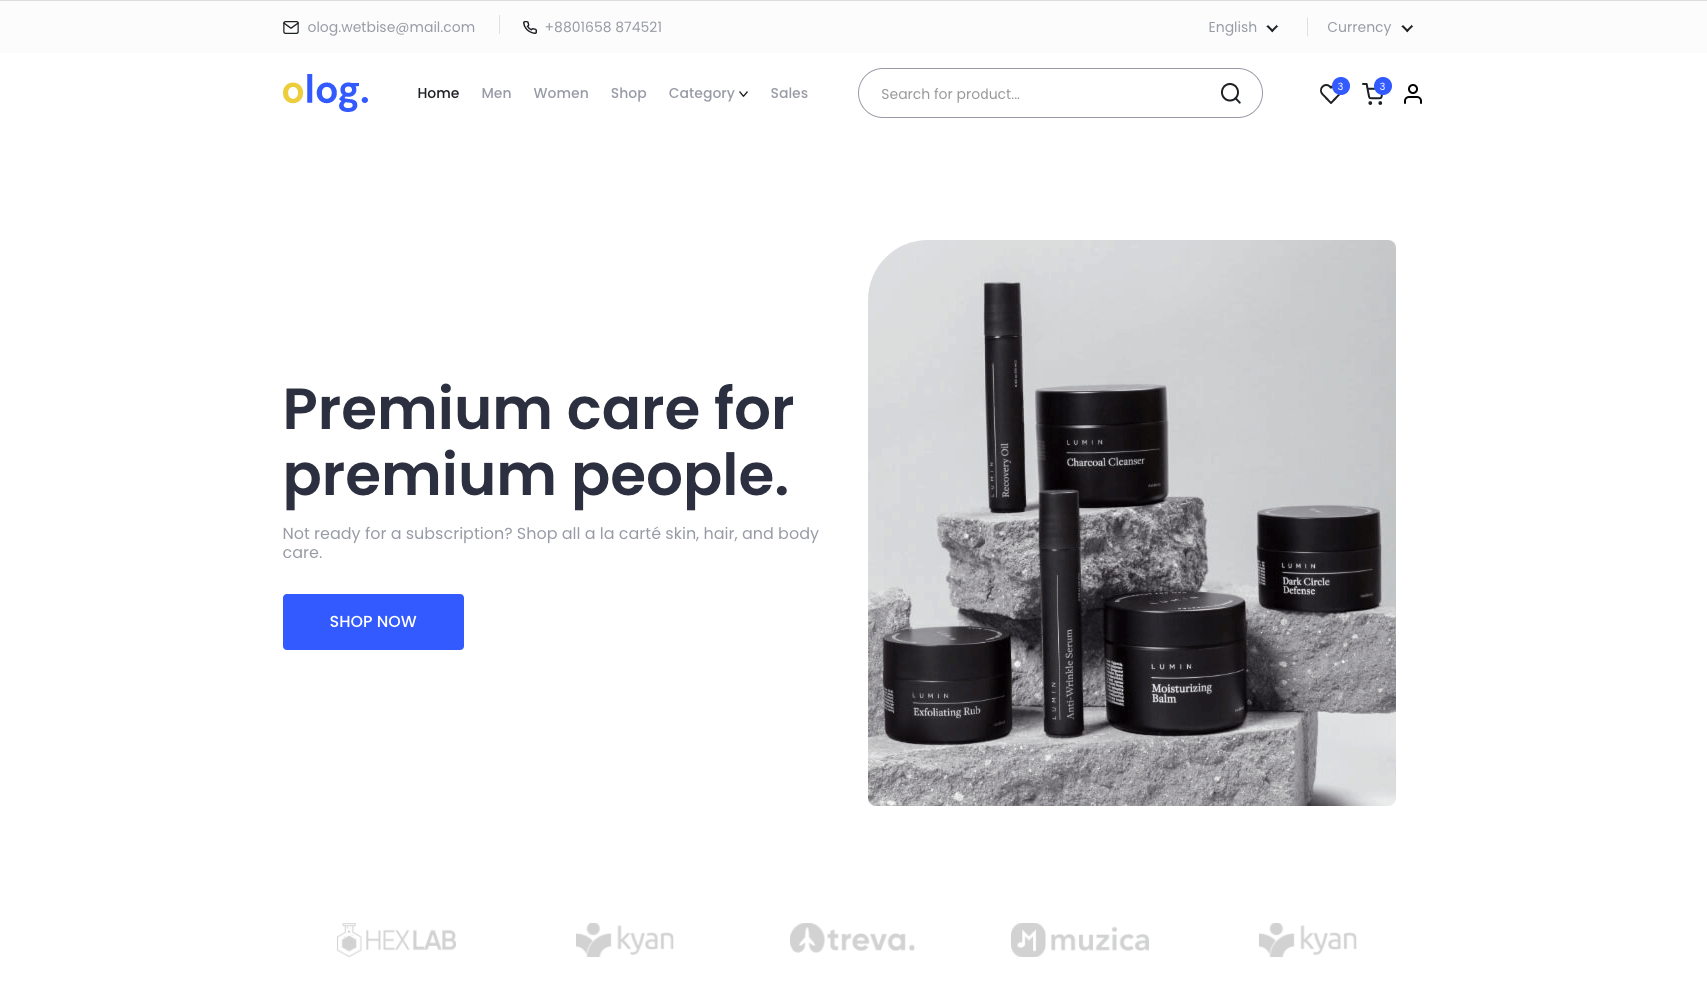 olog.wetbise@mail.com
+8801658 874521
English
Currency
olog.
Home
Men
Women
Shop
Category
Sales
Search for product...
3
3
Premium care for
premium people.
Not ready for a subscription? Shop all a la carté skin, hair, and body
care.
SHOP NOW
LUMIN
Recovery Oil
LUMIN
Charcoal Cleanser
LUMIN
Dark Circle
Defense
LUMIN
Anti-Wrinkle Serum
LUMIN
Moisturizing
Balm
LUMIN
Exfoliating Rub
HEXLAB
kyan
treva.
muzica
kyan